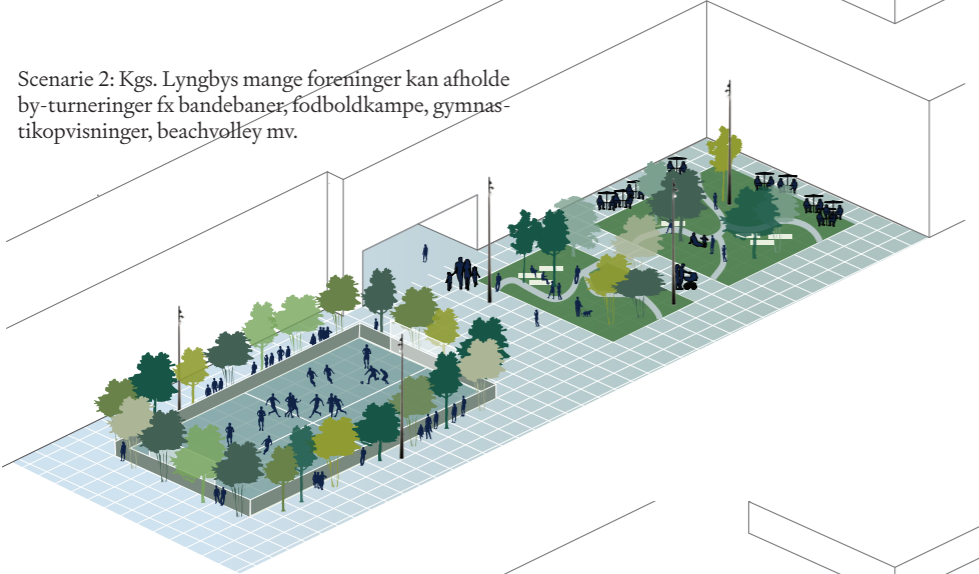 Scenarie 2: Kgs. Lyngbys mange foreninger kan afholde
by-turneringer fx bandebaner, fodboldkampe, gymnas-
tikopvisninger, beachvolley mv.